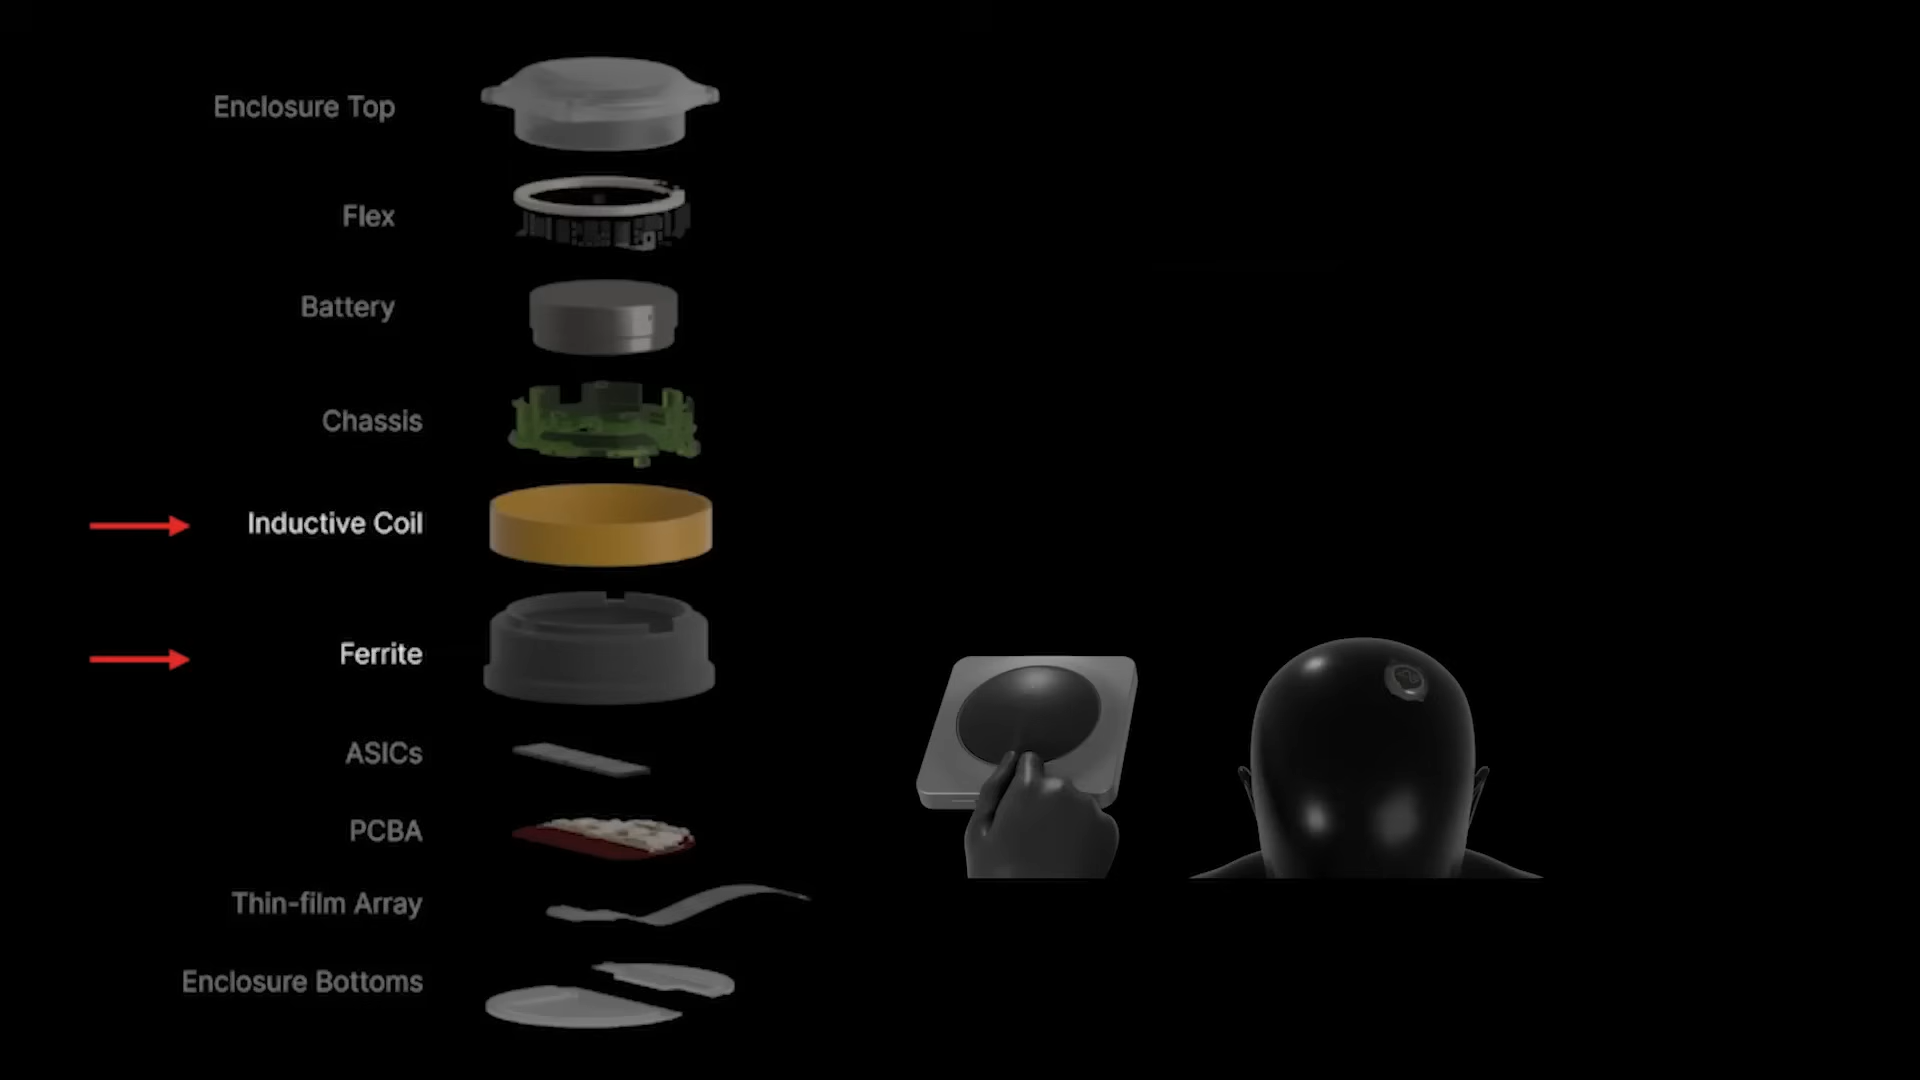 Enclosure Top
Flex
Battery
Chassis
Inductive Coil
Ferrite
ASICs
PCBA
Thin-film Array
Enclosure Bottoms